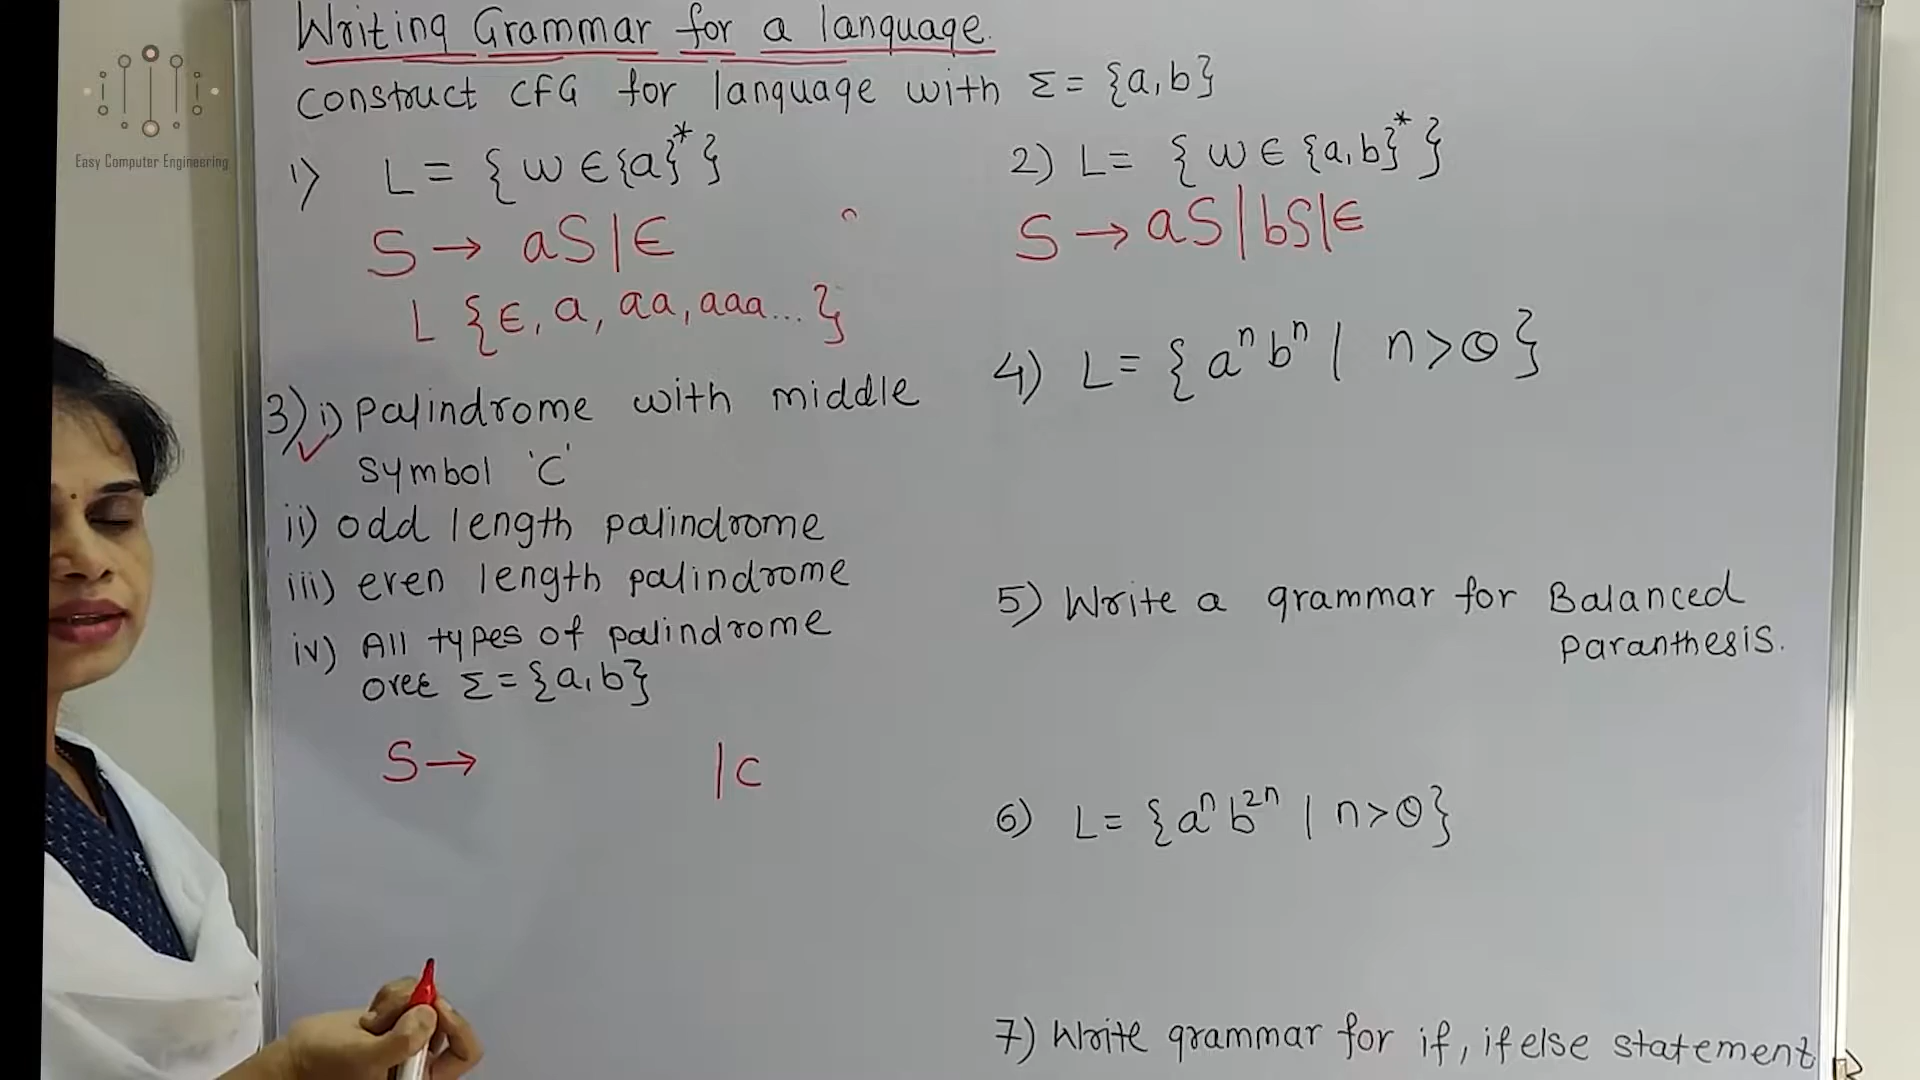 Writing Grammar for a language.
construct CFG for language with Σ = {a,b}
Easy Computer Engineering
1) L = { w ∈ {a}* }
S → aS | ∈
L {∈, a, aa, aaa...}
2) L = { w ∈ {a,b}* }
S → aS | bS | ∈
3) i) palindrome with middle
symbol 'c'
ii) odd length palindrome
iii) even length palindrome
iv) All types of palindrome
Σ = {a,b}
S → | c
4) L = { aⁿ bⁿ | n > 0 }
5) Write a grammar for Balanced
paranthesis.
6) L = { aⁿ b²ⁿ | n > 0 }
7) Write grammar for if, if else statement